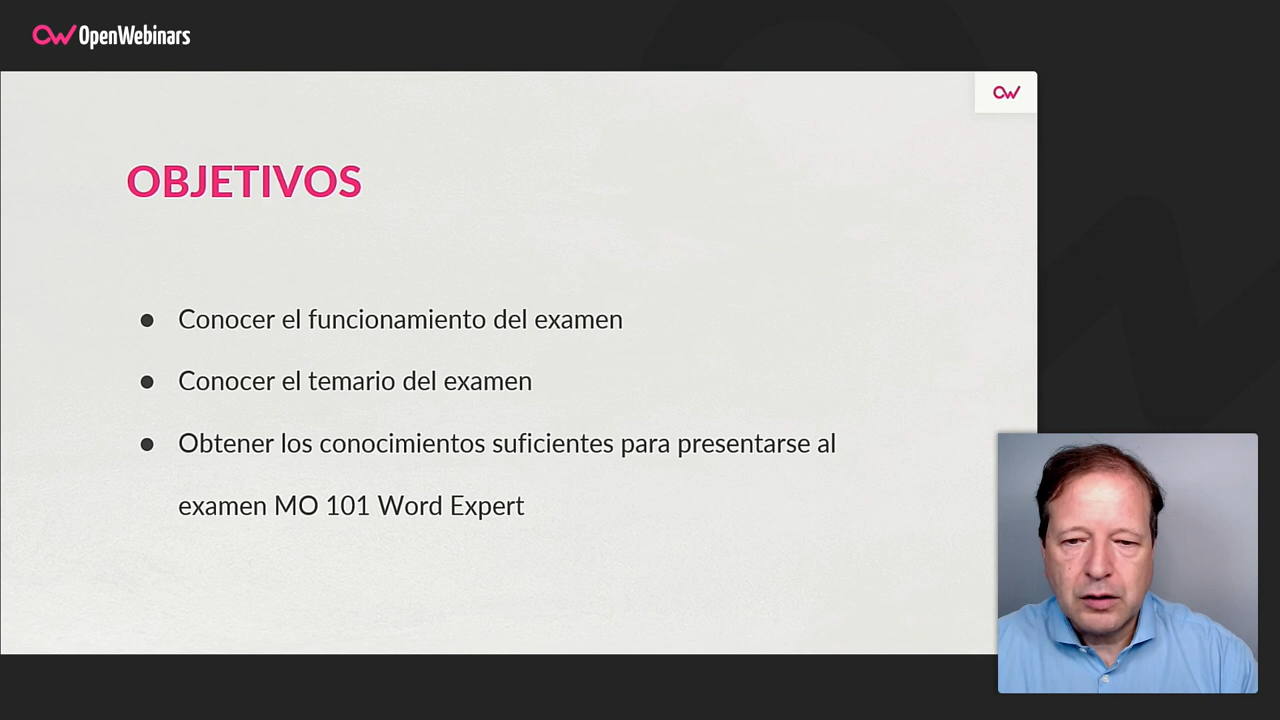 OpenWebinars
OBJETIVOS
● Conocer el funcionamiento del examen
● Conocer el temario del examen
● Obtener los conocimientos suficientes para presentarse al
examen MO 101 Word Expert